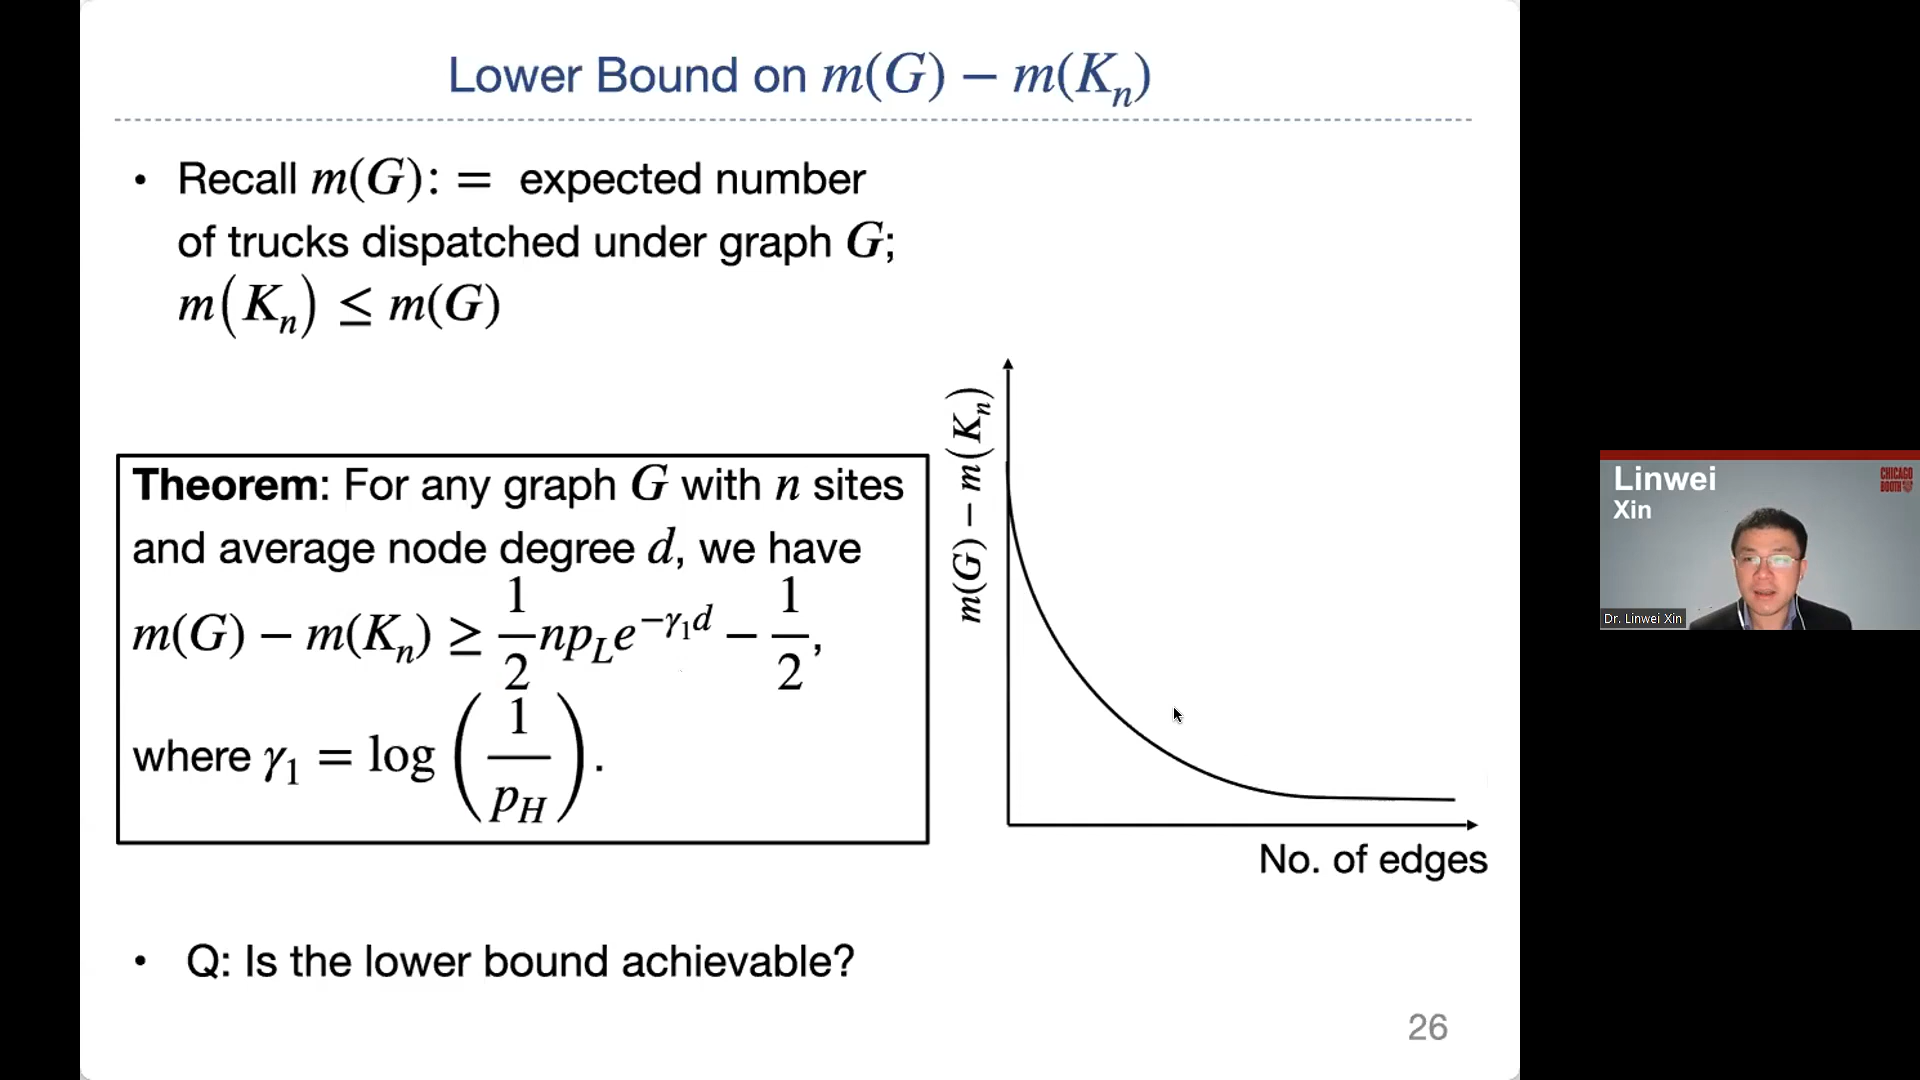 Lower Bound on m(G) − m(Kₙ)
• Recall m(G): = expected number
of trucks dispatched under graph G;
m(Kₙ) ≤ m(G)
Theorem: For any graph G with n sites
and average node degree d, we have
m(G) − m(Kₙ) ≥ 1/2 np_L e^{−γ₁d} − 1/2,
where γ₁ = log(1/p_H).
m(G) − m(Kₙ)
No. of edges
• Q: Is the lower bound achievable?
26
Linwei
Xin
CHICAGO
BOOTH
Dr. Linwei Xin